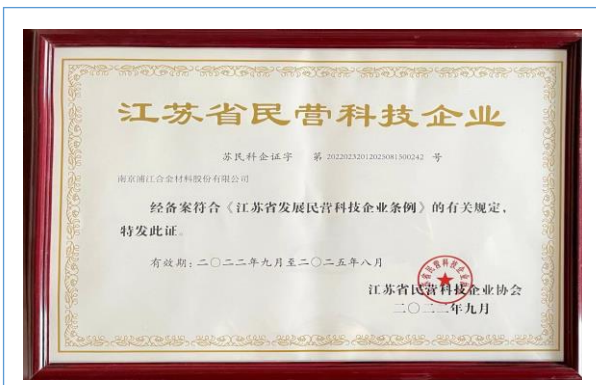 江苏省民营科技企业
苏民科企证字 第 20220232012025081500242 号
南京浦江合金材料股份有限公司
经备案符合《江苏省发展民营科技企业条例》的有关规定，
特发此证。
有效期：二〇二二年九月至二〇二五年八月
江苏省民营科技企业协会
二〇二二年九月